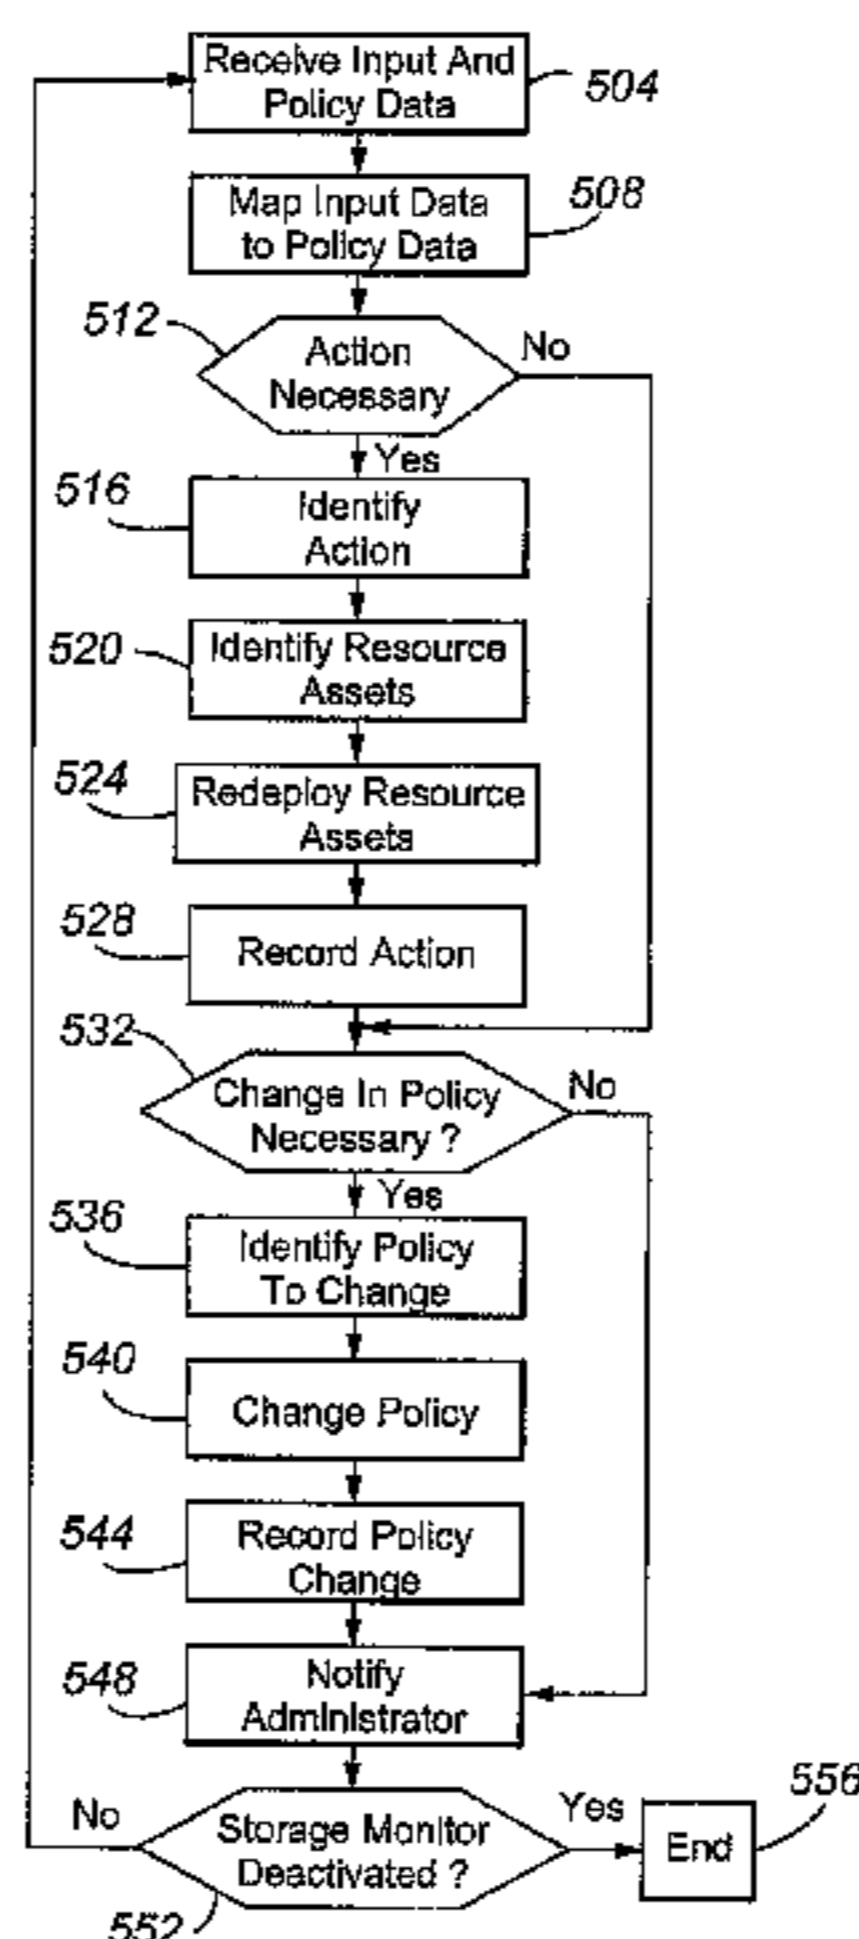 Receive Input And
Policy Data
504
Map Input Data
to Policy Data
508
512
Action
Necessary
No
Yes
516
Identify
Action
520
Identify Resource
Assets
524
Redeploy Resource
Assets
528
Record Action
532
Change In Policy
Necessary ?
No
Yes
536
Identify Policy
To Change
540
Change Policy
544
Record Policy
Change
548
Notify
Administrator
No
Storage Monitor
Deactivated ?
Yes
End
556
552